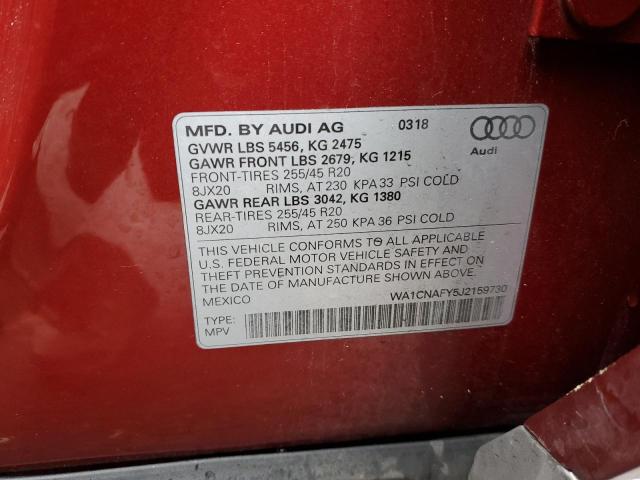 MFD. BY AUDI AG 0318
GVWR LBS 5456, KG 2475
GAWR FRONT LBS 2679, KG 1215
FRONT-TIRES 255/45 R20
8JX20 RIMS, AT 230 KPA 33 PSI COLD
GAWR REAR LBS 3042, KG 1380
REAR-TIRES 255/45 R20
8JX20 RIMS, AT 250 KPA 36 PSI COLD
Audi
THIS VEHICLE CONFORMS TO ALL APPLICABLE
U.S. FEDERAL MOTOR VEHICLE SAFETY AND
THEFT PREVENTION STANDARDS IN EFFECT ON
THE DATE OF MANUFACTURE SHOWN ABOVE.
MEXICO WA1CNAFY5J2159730
TYPE:
MPV